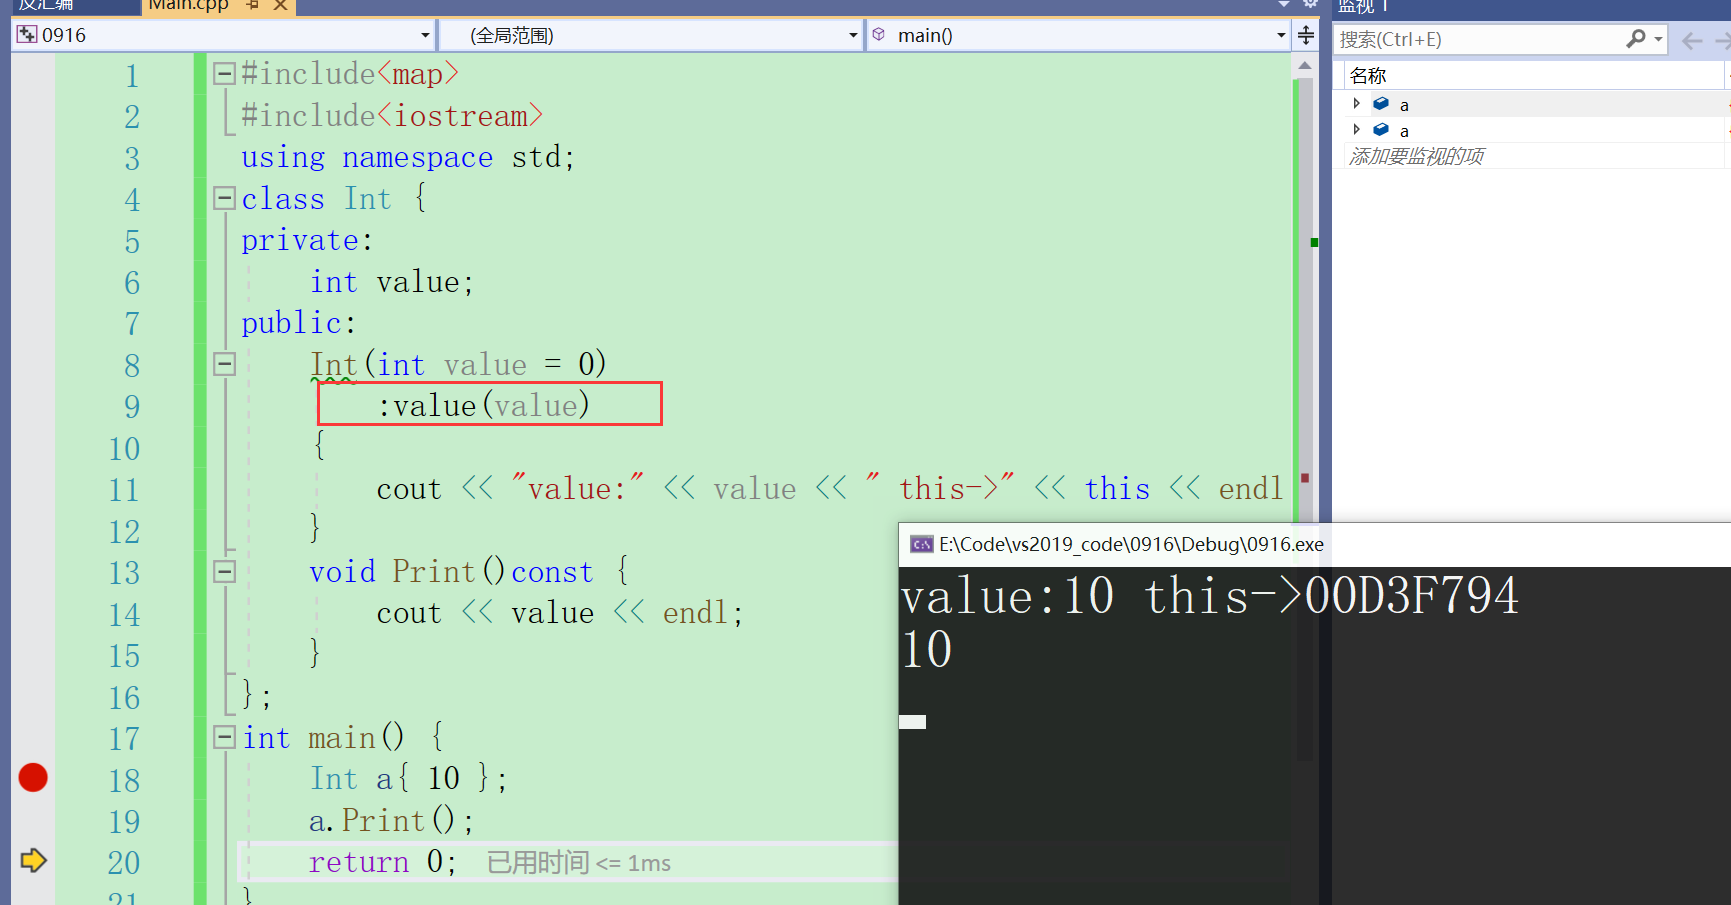 反汇编 Main.cpp
0916 (全局范围) main()
1 #include<map>
2 #include<iostream>
3 using namespace std;
4 class Int {
5 private:
6 int value;
7 public:
8 Int(int value = 0)
9 :value(value)
10 {
11 cout << "value:" << value << " this->" << this << endl
12 }
13 void Print()const {
14 cout << value << endl;
15 }
16 };
17 int main() {
18 Int a{ 10 };
19 a.Print();
20 return 0; 已用时间 <= 1ms
21 }
监视 1
搜索(Ctrl+E)
名称
a
a
添加要监视的项
E:\Code\vs2019_code\0916\Debug\0916.exe
value:10 this->00D3F794
10